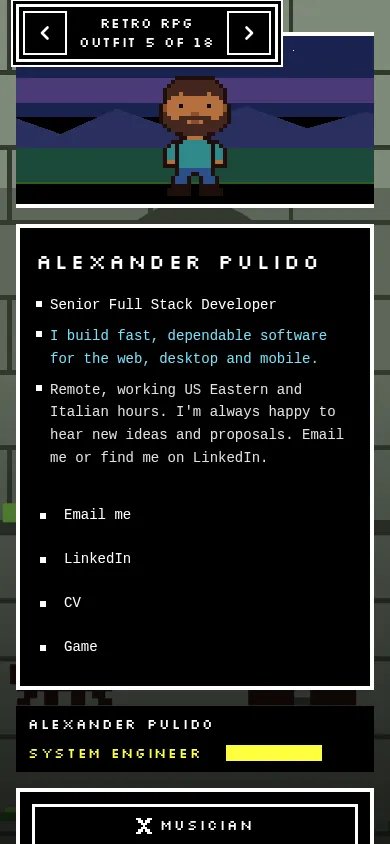 RETRO RPG
OUTFIT 5 OF 18
ALEXANDER PULIDO
Senior Full Stack Developer
I build fast, dependable software
for the web, desktop and mobile.
Remote, working US Eastern and
Italian hours. I'm always happy to
hear new ideas and proposals. Email
me or find me on LinkedIn.
Email me
LinkedIn
CV
Game
ALEXANDER PULIDO
SYSTEM ENGINEER
MUSICIAN